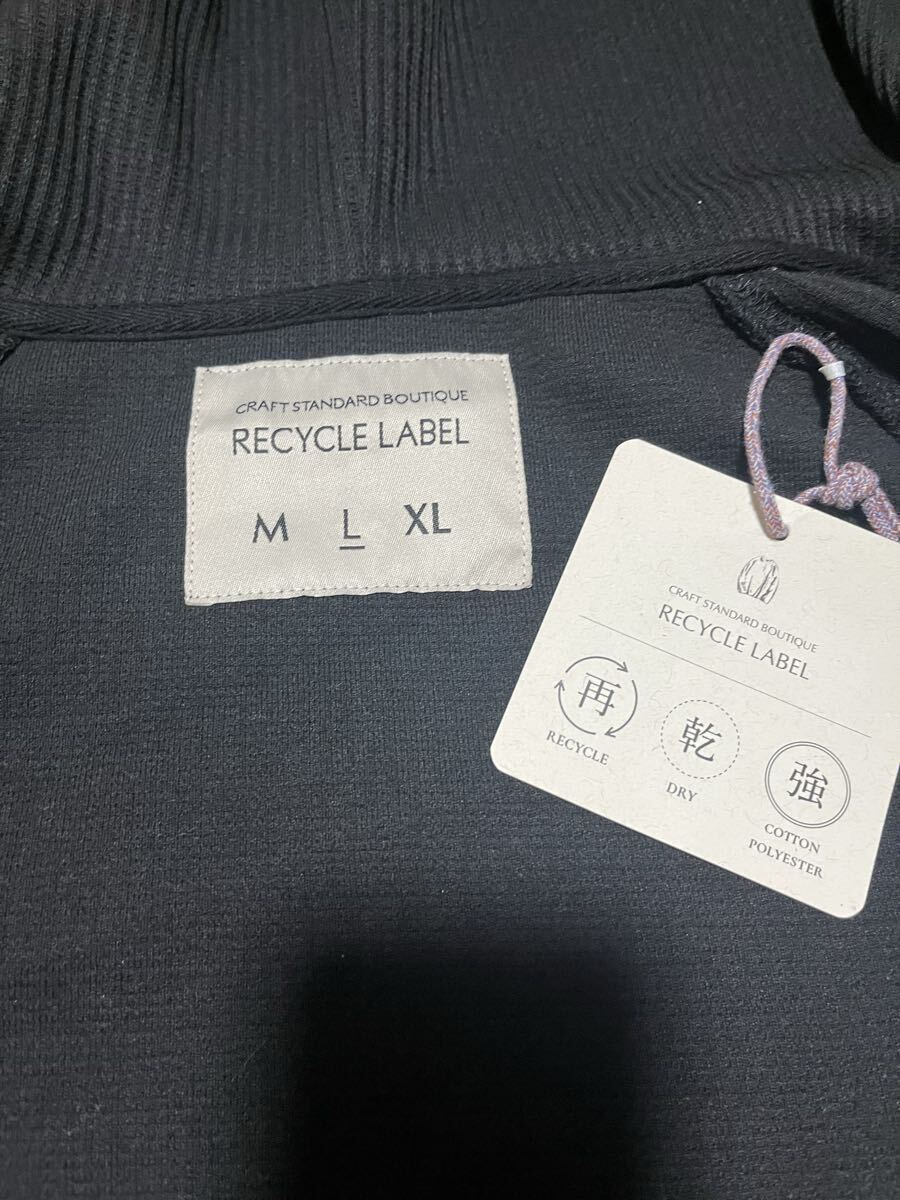 CRAFT STANDARD BOUTIQUE
RECYCLE LABEL
M L XL
CRAFT STANDARD BOUTIQUE
RECYCLE LABEL
再
RECYCLE
乾
DRY
強
COTTON
POLYESTER